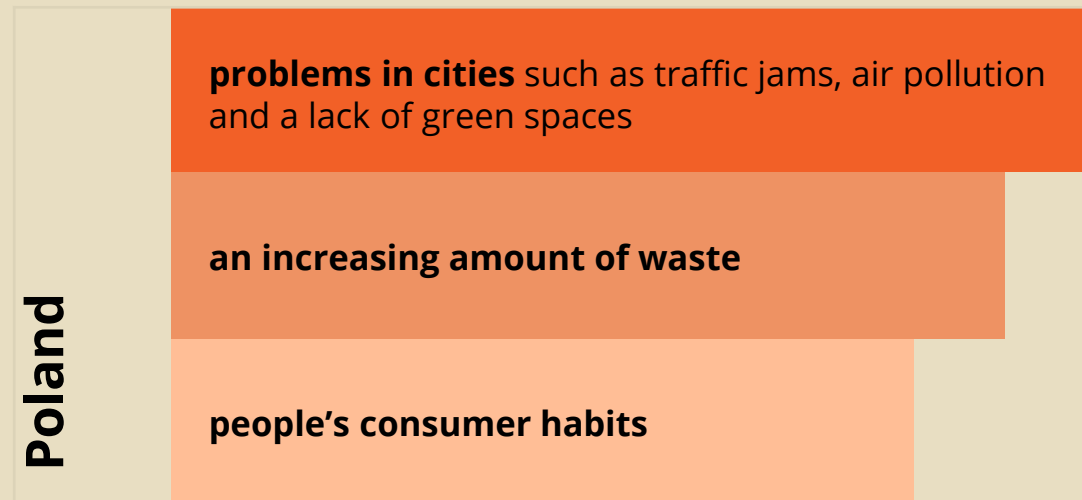 problems in cities such as traffic jams, air pollution
and a lack of green spaces
an increasing amount of waste
people’s consumer habits
Poland